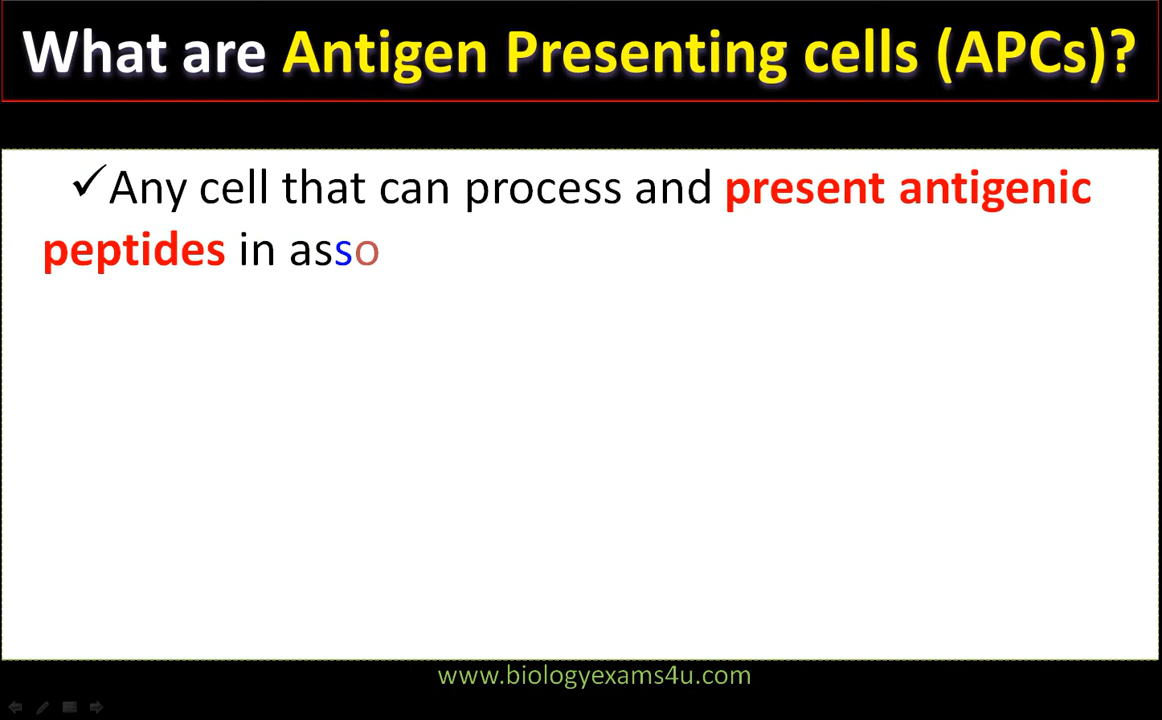 What are Antigen Presenting cells (APCs)?
✓Any cell that can process and present antigenic
peptides in asso
www.biologyexams4u.com